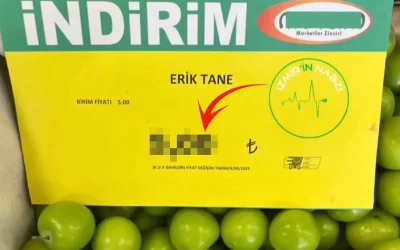 İNDİRİM
Marketler Zinciri
ERİK TANE
BİRİM FİYATI 5,00
İZMİR'İN NABZI
₺